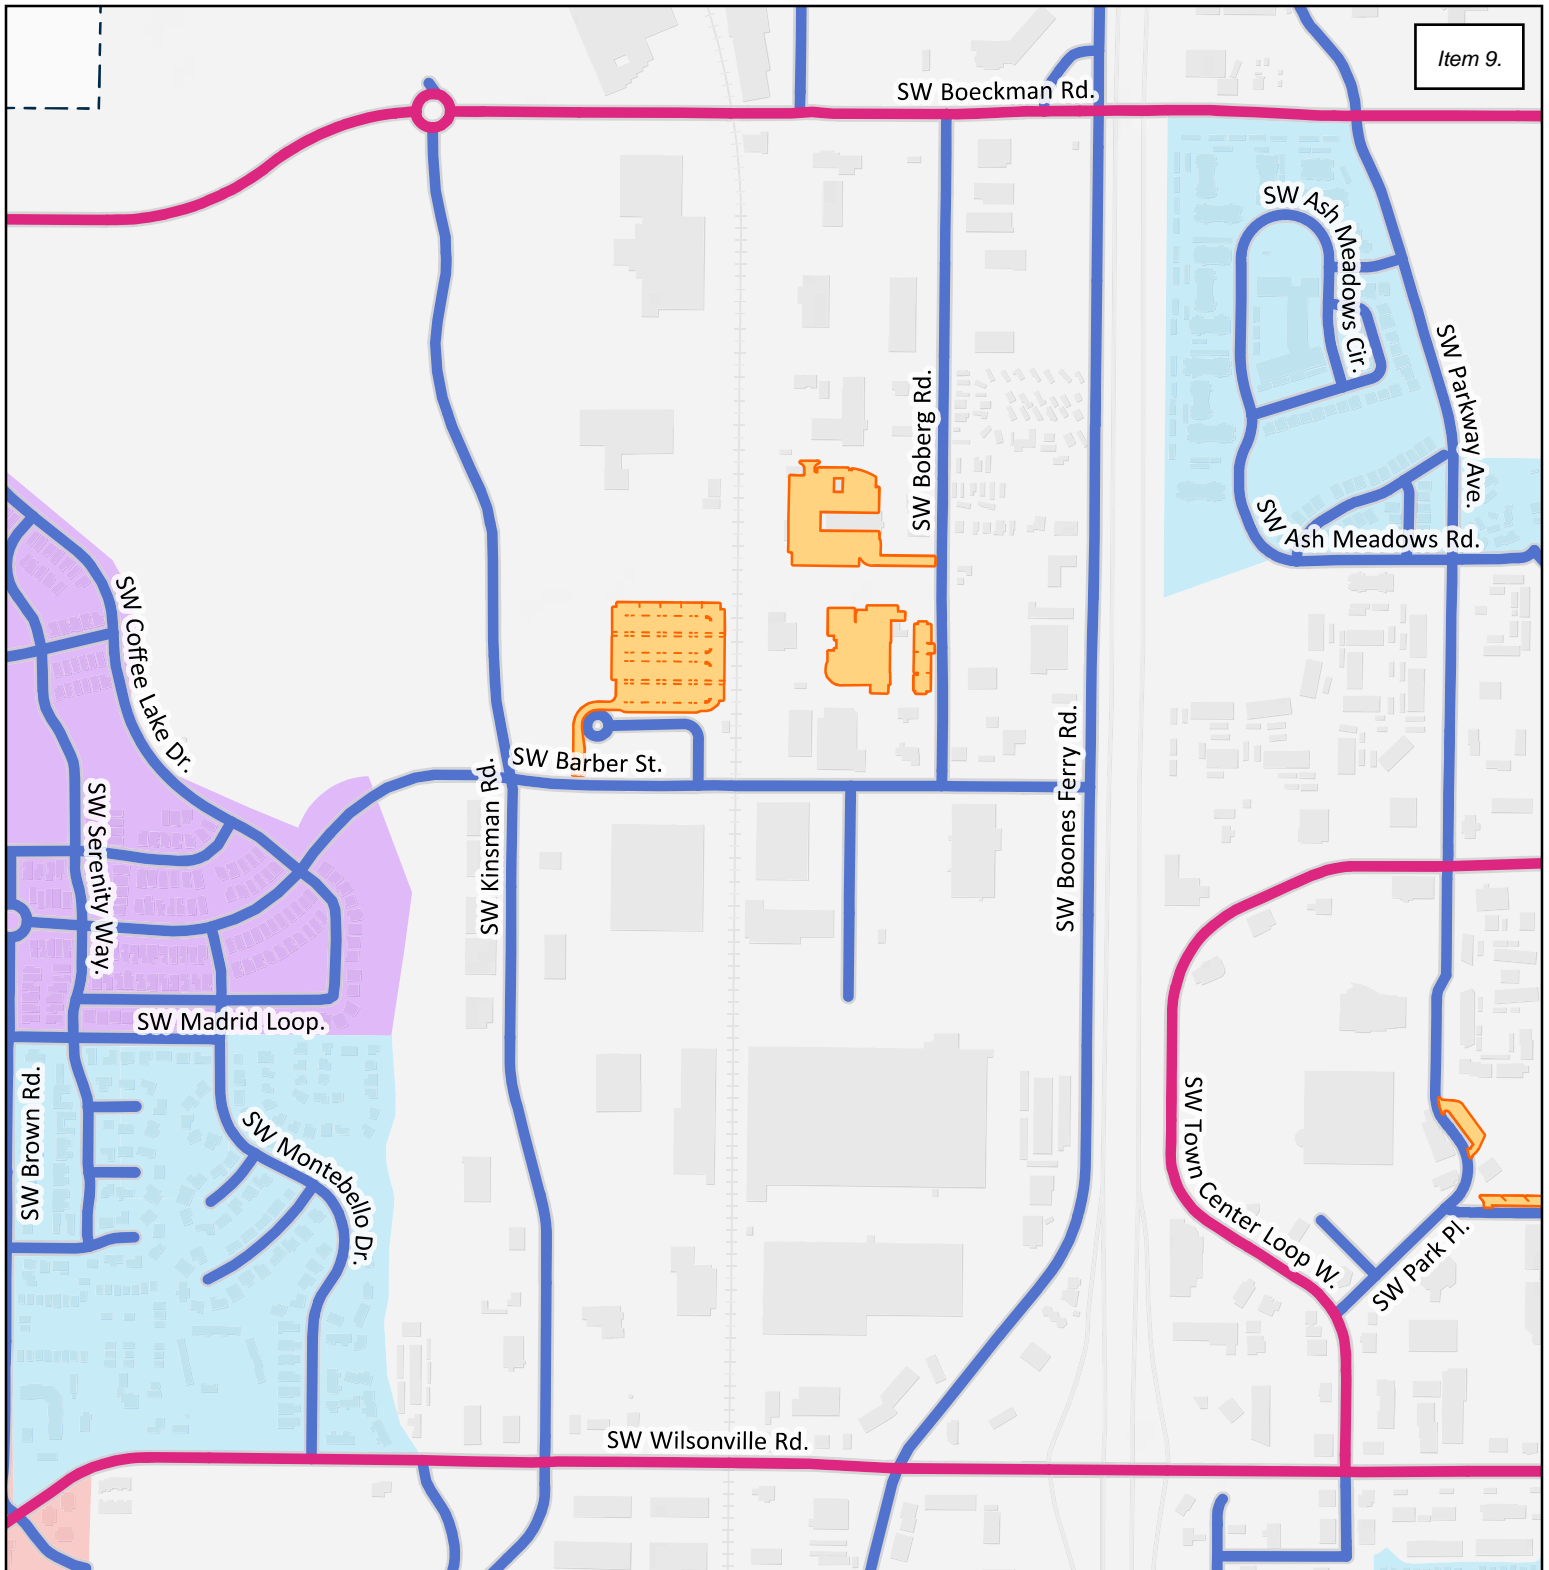 Item 9.
SW Boeckman Rd.
SW Ash Meadows Cir.
SW Parkway Ave.
SW Boberg Rd.
SW Ash Meadows Rd.
SW Coffee Lake Dr.
SW Barber St.
SW Kinsman Rd.
SW Boones Ferry Rd.
SW Serenity Way.
SW Madrid Loop.
SW Brown Rd.
SW Montebello Dr.
SW Town Center Loop W.
SW Park Pl.
SW Wilsonville Rd.